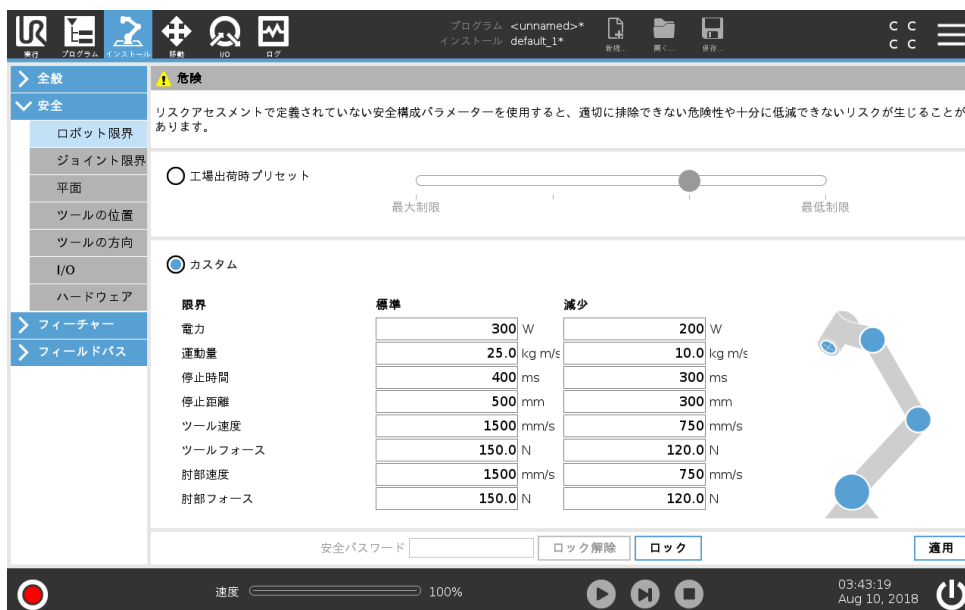 UR
実行
プログラム
インストール
移動
I/O
ログ
プログラム <unnamed>*
インストール default_1*
新規...
開く...
保存...
C C
C C
全般
安全
ロボット限界
ジョイント限界
平面
ツールの位置
ツールの方向
I/O
ハードウェア
フィーチャー
フィールドバス
危険
リスクアセスメントで定義されていない安全構成パラメーターを使用すると、適切に排除できない危険性や十分に低減できないリスクが生じることが
あります。
工場出荷時プリセット
最大制限 最低制限
カスタム
限界 標準 減少
電力 300 W 200 W
運動量 25.0 kg m/s 10.0 kg m/s
停止時間 400 ms 300 ms
停止距離 500 mm 300 mm
ツール速度 1500 mm/s 750 mm/s
ツールフォース 150.0 N 120.0 N
肘部速度 1500 mm/s 750 mm/s
肘部フォース 150.0 N 120.0 N
安全パスワード ロック解除 ロック 適用
速度 100%
03:43:19
Aug 10, 2018